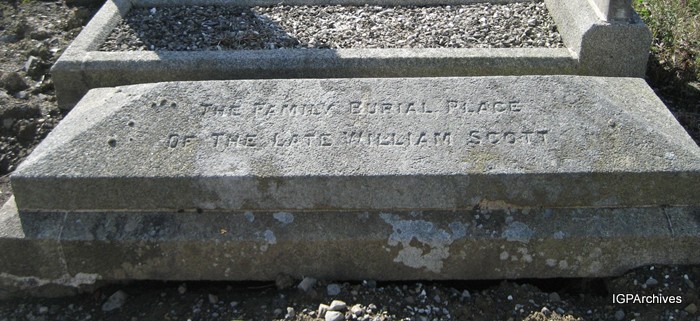 THE FAMILY BURIAL PLACE
OF THE LATE WILLIAM SCOTT
IGPArchives